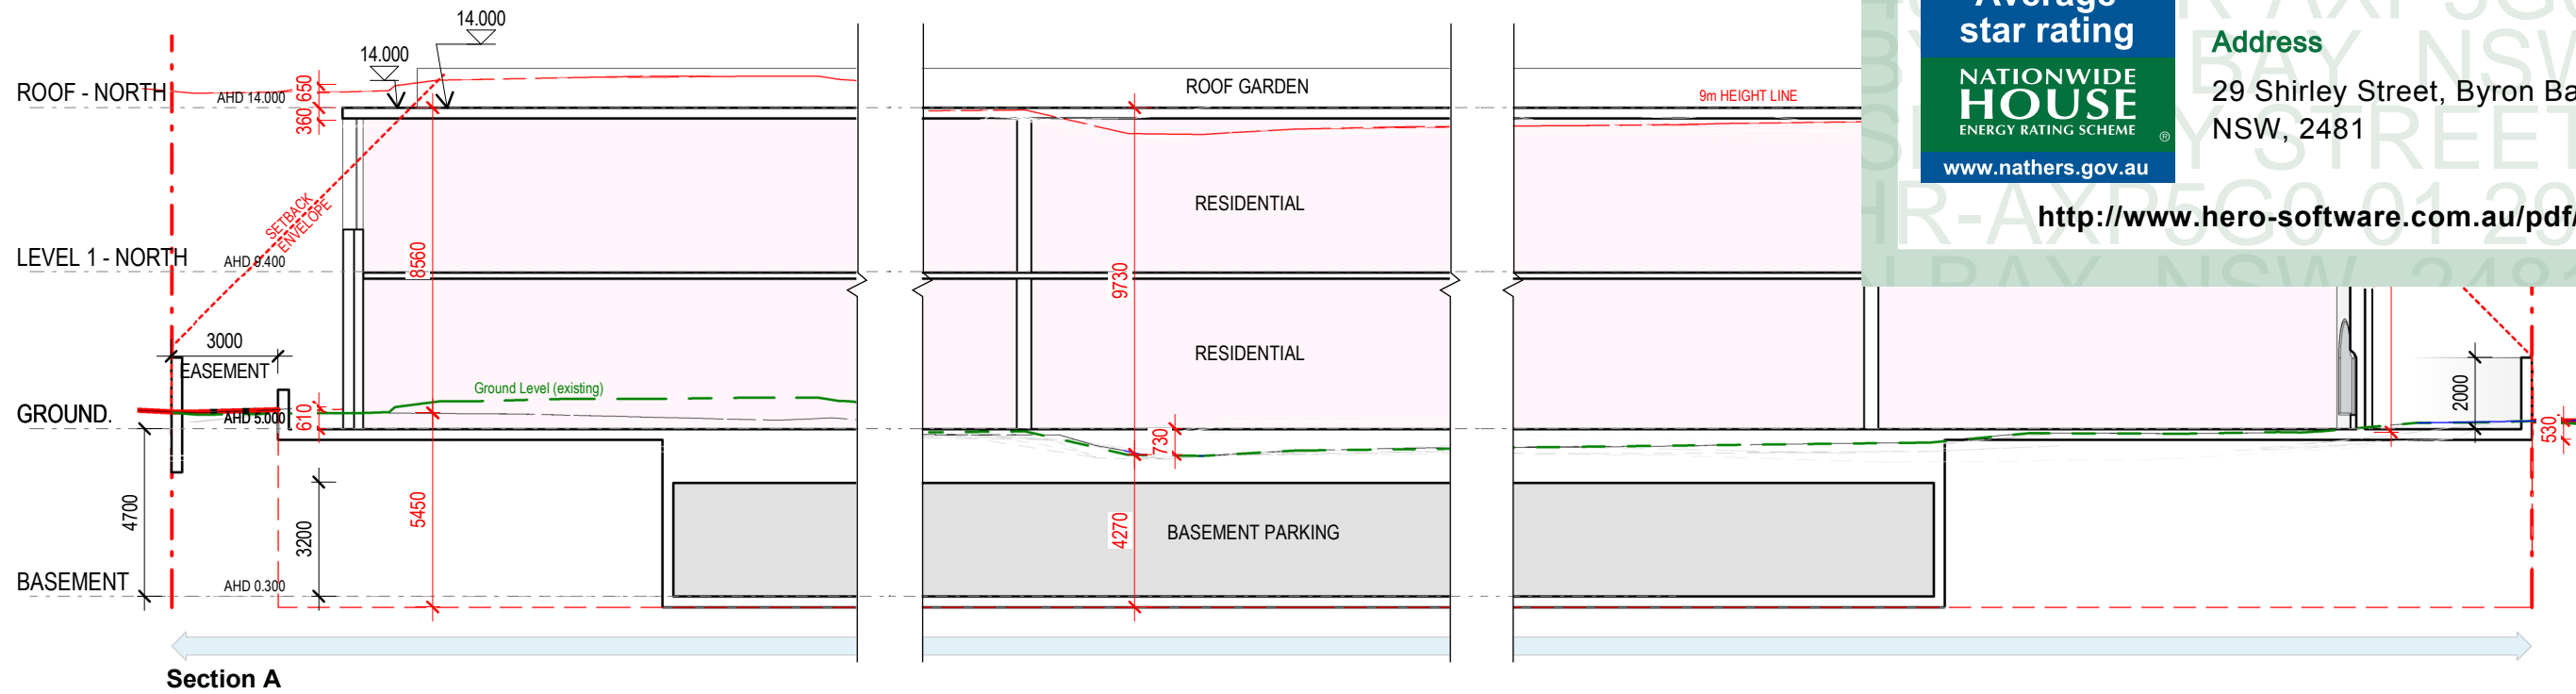 14.000
14.000
ROOF - NORTH
AHD 14.000
650
360
ROOF GARDEN
9m HEIGHT LINE
SETBACK
ENVELOPE
RESIDENTIAL
LEVEL 1 - NORTH
AHD 9.400
8560
9730
3000
EASEMENT
RESIDENTIAL
Ground Level (existing)
GROUND.
AHD 5.000
610
730
2000
530
4700
3200
5450
4270
BASEMENT PARKING
BASEMENT
AHD 0.300
Section A
Average
star rating
NATIONWIDE
HOUSE
ENERGY RATING SCHEME
®
www.nathers.gov.au
Address
29 Shirley Street, Byron Ba
NSW, 2481
http://www.hero-software.com.au/pdf/